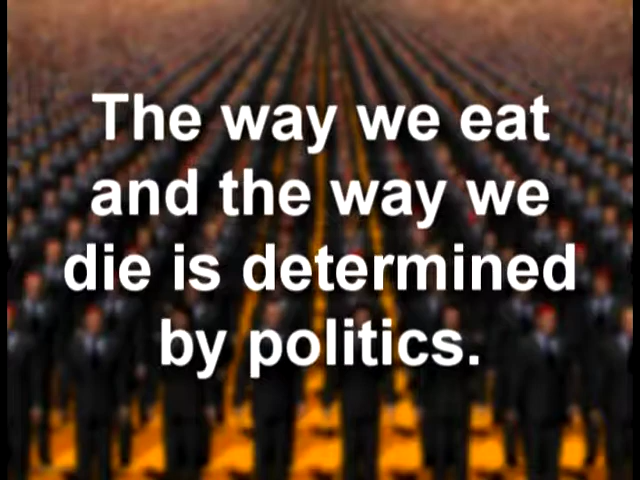 The way we eat
and the way we
die is determined
by politics.